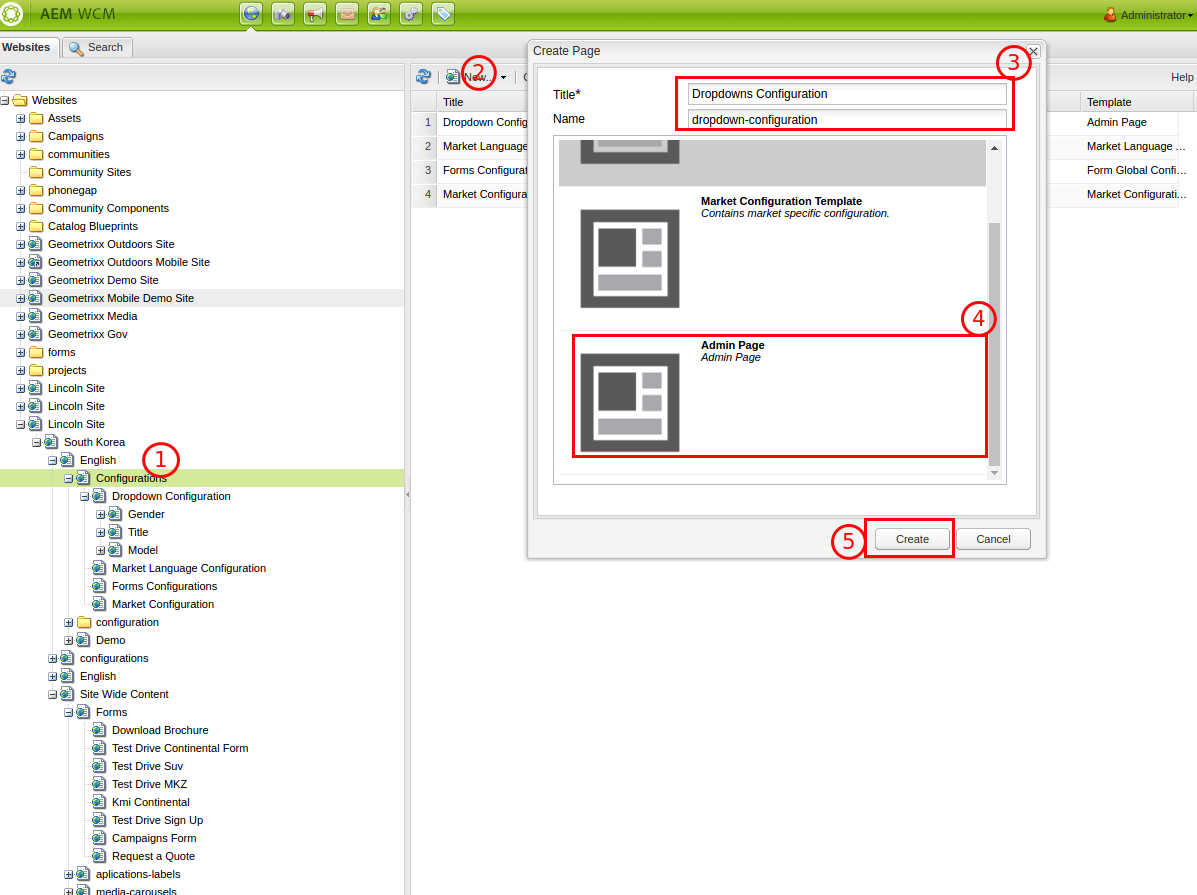 AEM WCM
Administrator
Websites
Search
Websites
Assets
Campaigns
communities
Community Sites
phonegap
Community Components
Catalog Blueprints
Geometrixx Outdoors Site
Geometrixx Outdoors Mobile Site
Geometrixx Demo Site
Geometrixx Mobile Demo Site
Geometrixx Media
Geometrixx Gov
forms
projects
Lincoln Site
Lincoln Site
Lincoln Site
South Korea
English
1
Configurations
Dropdown Configuration
Gender
Title
Model
Market Language Configuration
Forms Configurations
Market Configuration
configuration
Demo
configurations
English
Site Wide Content
Forms
Download Brochure
Test Drive Continental Form
Test Drive Suv
Test Drive MKZ
Kmi Continental
Test Drive Sign Up
Campaigns Form
Request a Quote
aplications-labels
media-carousels
New...
2
Help
Title
Template
1 Dropdown Config
Admin Page
2 Market Language
Market Language ...
3 Forms Configurat
Form Global Confi...
4 Market Configura
Market Configurati...
Create Page
3
Title* Dropdowns Configuration
Name dropdown-configuration
Market Configuration Template
Contains market specific configuration.
4
Admin Page
Admin Page
5
Create
Cancel